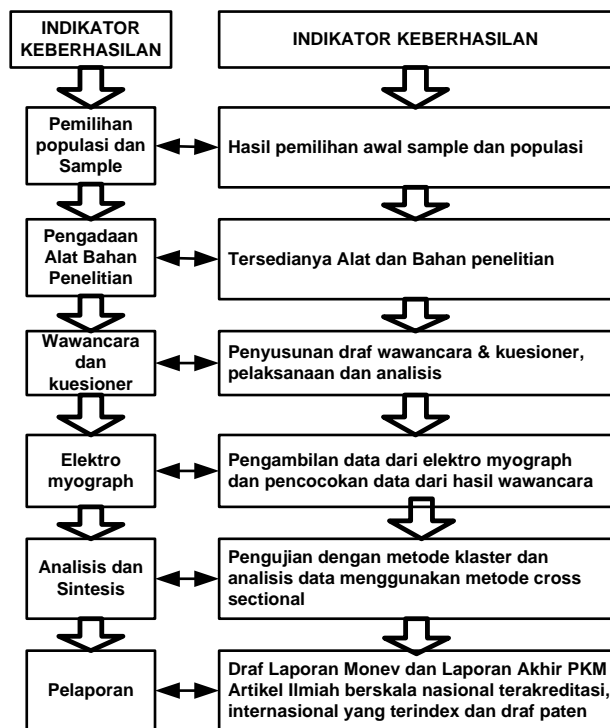 INDIKATOR
KEBERHASILAN
INDIKATOR KEBERHASILAN
Pemilihan
populasi dan
Sample
Hasil pemilihan awal sample dan populasi
Pengadaan
Alat Bahan
Penelitian
Tersedianya Alat dan Bahan penelitian
Wawancara
dan
kuesioner
Penyusunan draf wawancara & kuesioner,
pelaksanaan dan analisis
Elektro
myograph
Pengambilan data dari elektro myograph
dan pencocokan data dari hasil wawancara
Analisis dan
Sintesis
Pengujian dengan metode klaster dan
analisis data menggunakan metode cross
sectional
Pelaporan
Draf Laporan Monev dan Laporan Akhir PKM
Artikel Ilmiah berskala nasional terakreditasi,
internasional yang terindex dan draf paten